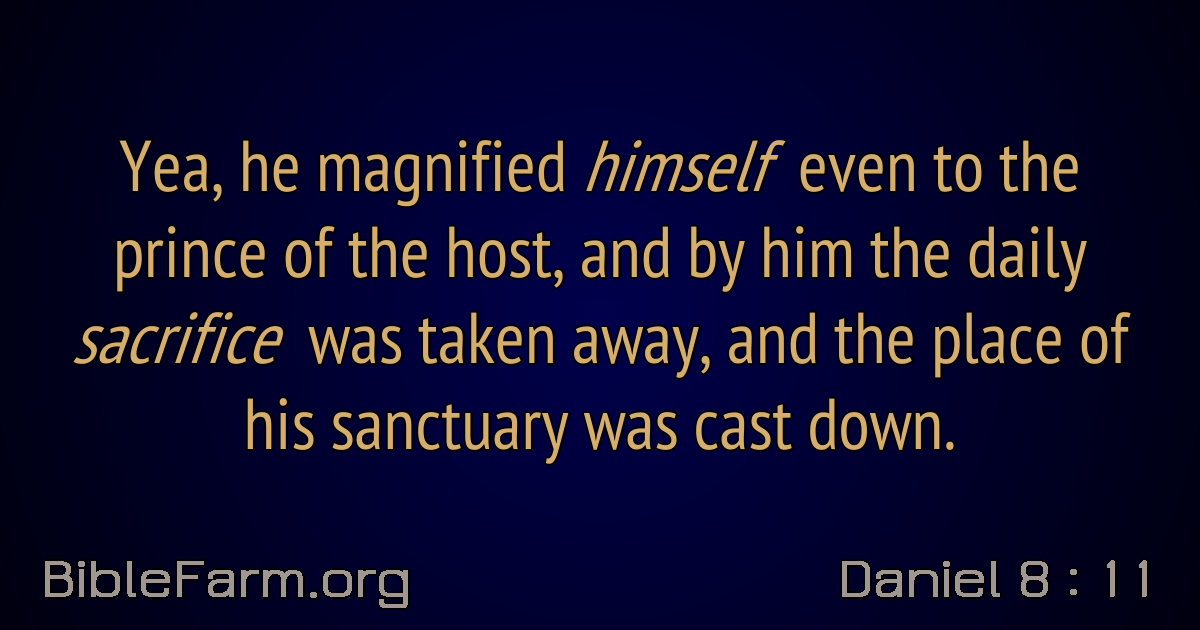 Yea, he magnified himself even to the
prince of the host, and by him the daily
sacrifice was taken away, and the place of
his sanctuary was cast down.
BibleFarm.org
Daniel 8 : 11